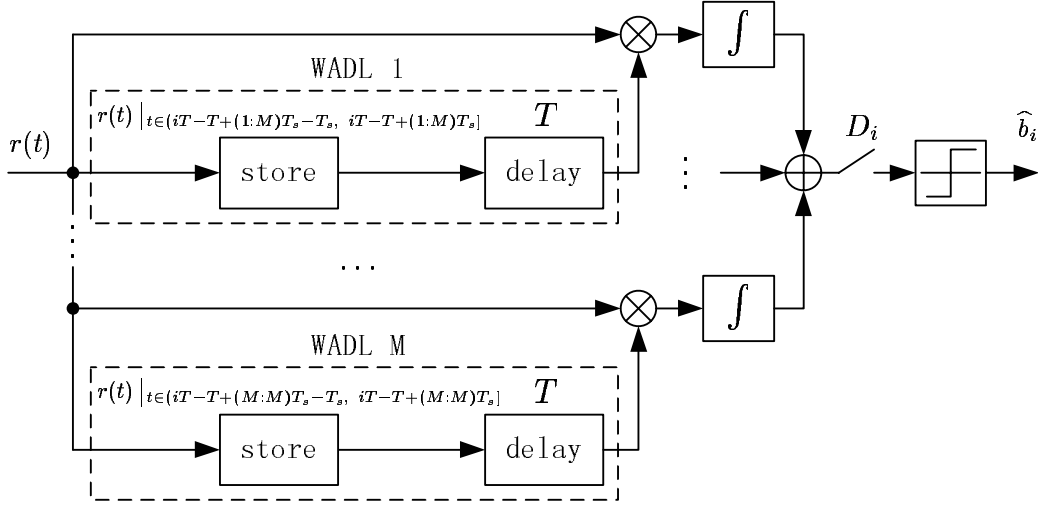 WADL 1
r(t) |t∈(iT−T+(1:M)Ts−Ts, iT−T+(1:M)Ts]
T
∫
r(t)
store
delay
⋮
Di
b̂i
⋮
...
WADL M
r(t) |t∈(iT−T+(M:M)Ts−Ts, iT−T+(M:M)Ts]
T
∫
store
delay